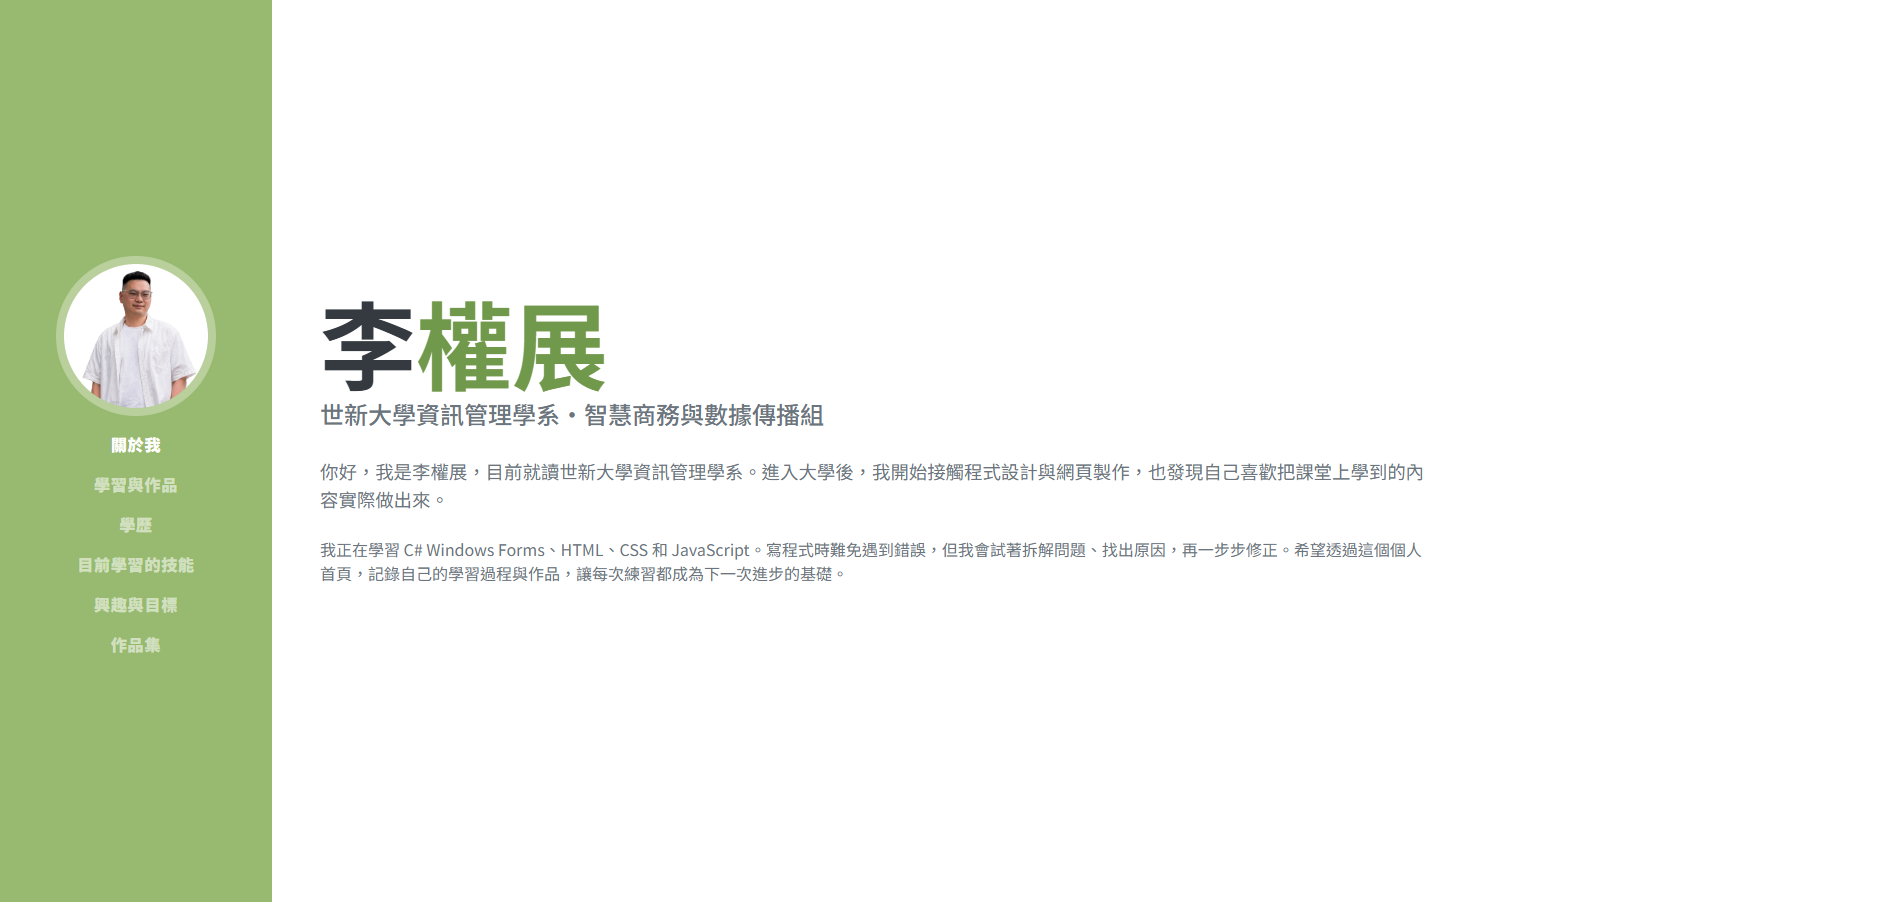 關於我
學習與作品
學歷
目前學習的技能
興趣與目標
作品集
李權展
世新大學資訊管理學系・智慧商務與數據傳播組
你好，我是李權展，目前就讀世新大學資訊管理學系。進入大學後，我開始接觸程式設計與網頁製作，也發現自己喜歡把課堂上學到的內
容實際做出來。
我正在學習 C# Windows Forms、HTML、CSS 和 JavaScript。寫程式時難免遇到錯誤，但我會試著拆解問題、找出原因，再一步步修正。希望透過這個個人
首頁，記錄自己的學習過程與作品，讓每次練習都成為下一次進步的基礎。